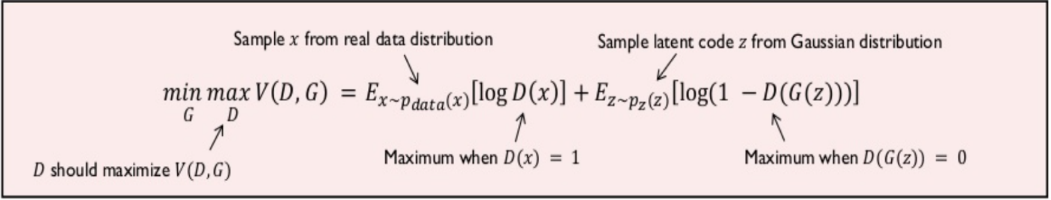 Sample x from real data distribution
Sample latent code z from Gaussian distribution
min max V(D, G) = E_{x~p_{data}(x)}[log D(x)] + E_{z~p_z(z)}[log(1 − D(G(z)))]
G D
D should maximize V(D, G)
Maximum when D(x) = 1
Maximum when D(G(z)) = 0